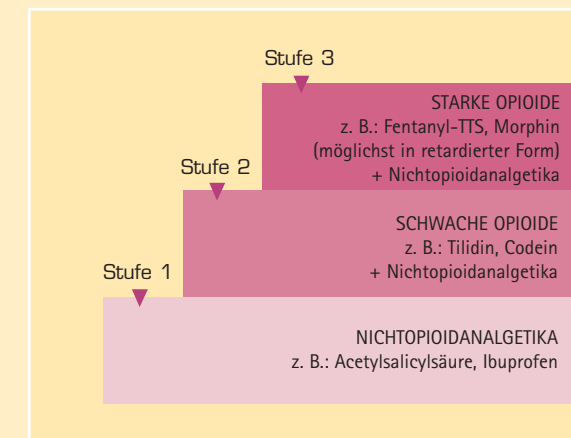 Stufe 3
STARKE OPIOIDE
z. B.: Fentanyl-TTS, Morphin
(möglichst in retardierter Form)
+ Nichtopioidanalgetika
Stufe 2
SCHWACHE OPIOIDE
z. B.: Tilidin, Codein
+ Nichtopioidanalgetika
Stufe 1
NICHTOPIOIDANALGETIKA
z. B.: Acetylsalicylsäure, Ibuprofen